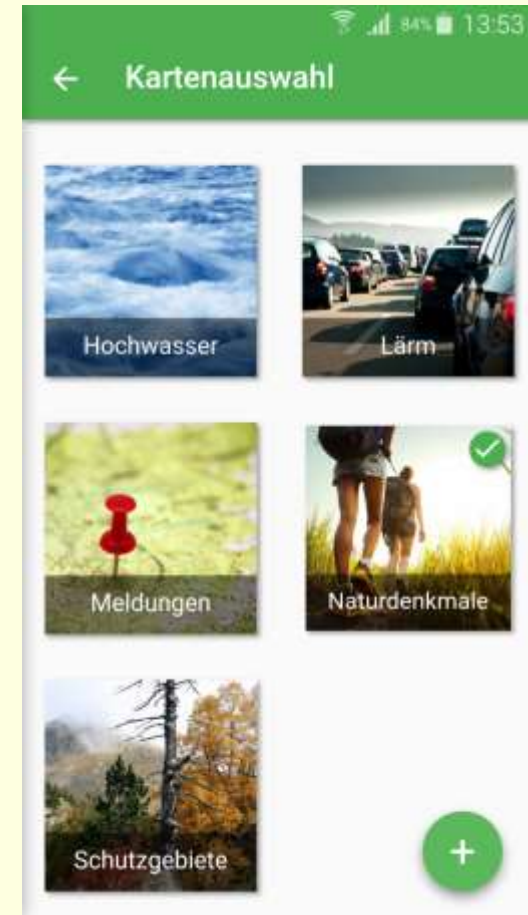 84% 13:53
Kartenauswahl
Hochwasser
Lärm
Meldungen
Naturdenkmale
Schutzgebiete